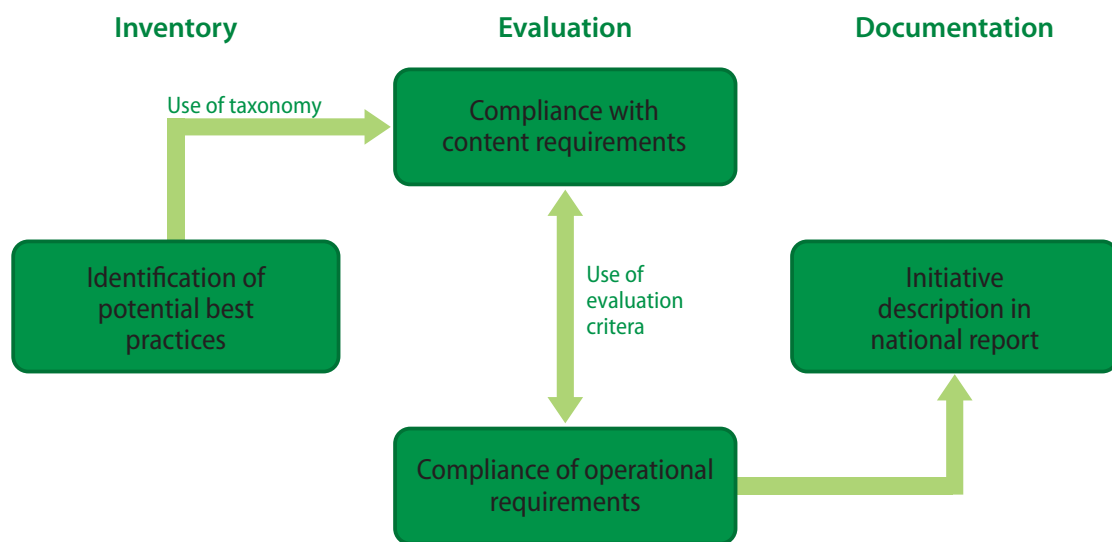 Inventory
Evaluation
Documentation
Use of taxonomy
Compliance with
content requirements
Identification of
potential best
practices
Use of
evaluation
critera
Initiative
description in
national report
Compliance of operational
requirements